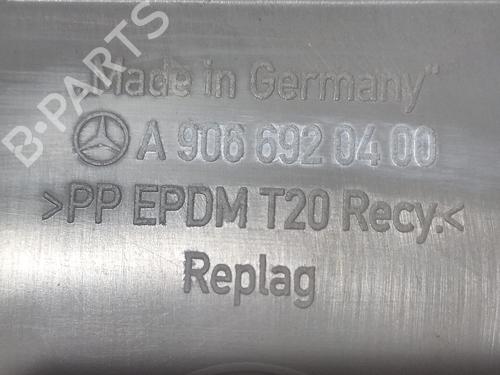 B-PARTS
„Made in Germany"
A 906 692 04 00
>PP EPDM T20 Recy.<
Replag